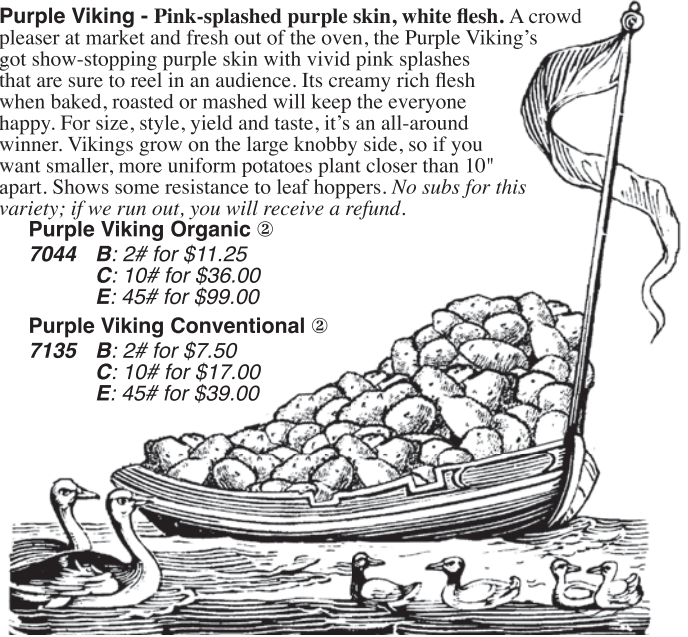 Purple Viking - Pink-splashed purple skin, white flesh. A crowd
pleaser at market and fresh out of the oven, the Purple Viking's
got show-stopping purple skin with vivid pink splashes
that are sure to reel in an audience. Its creamy rich flesh
when baked, roasted or mashed will keep the everyone
happy. For size, style, yield and taste, it's an all-around
winner. Vikings grow on the large knobby side, so if you
want smaller, more uniform potatoes plant closer than 10"
apart. Shows some resistance to leaf hoppers. No subs for this
variety; if we run out, you will receive a refund.
Purple Viking Organic ②
7044 B: 2# for $11.25
C: 10# for $36.00
E: 45# for $99.00
Purple Viking Conventional ②
7135 B: 2# for $7.50
C: 10# for $17.00
E: 45# for $39.00